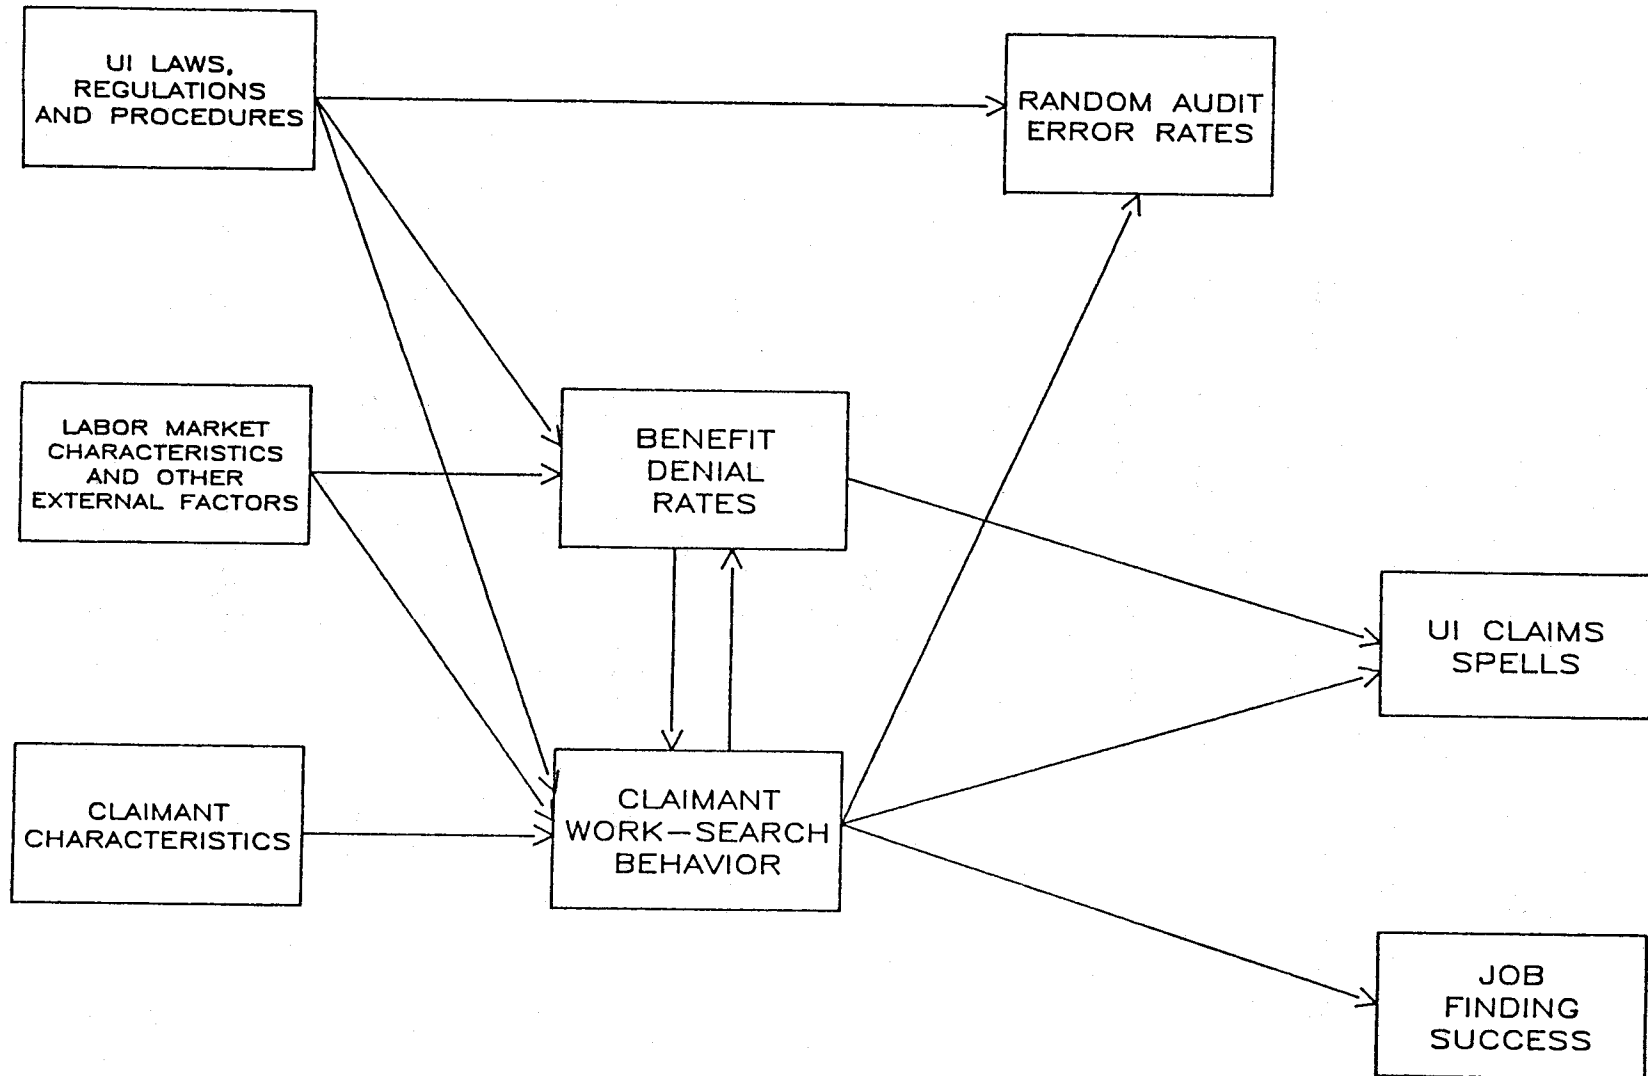 UI LAWS,
REGULATIONS
AND PROCEDURES
RANDOM AUDIT
ERROR RATES
LABOR MARKET
CHARACTERISTICS
AND OTHER
EXTERNAL FACTORS
BENEFIT
DENIAL
RATES
UI CLAIMS
SPELLS
CLAIMANT
CHARACTERISTICS
CLAIMANT
WORK—SEARCH
BEHAVIOR
JOB
FINDING
SUCCESS